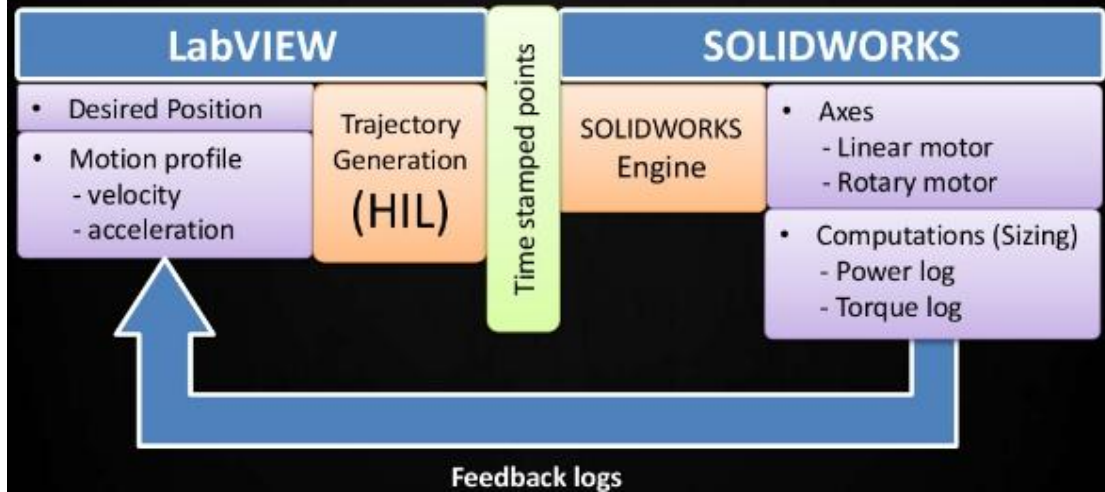 LabVIEW
• Desired Position
• Motion profile
- velocity
- acceleration
Trajectory
Generation
(HIL)
Time stamped points
SOLIDWORKS
SOLIDWORKS
Engine
• Axes
- Linear motor
- Rotary motor
• Computations (Sizing)
- Power log
- Torque log
Feedback logs